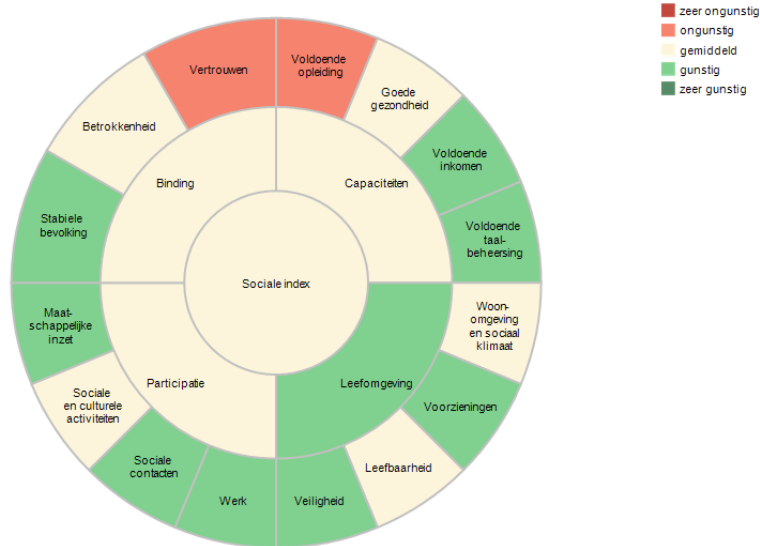 zeer ongunstig
ongunstig
gemiddeld
gunstig
zeer gunstig
Vertrouwen
Voldoende
opleiding
Goede
gezondheid
Betrokkenheid
Voldoende
inkomen
Binding
Capaciteiten
Stabiele
bevolking
Voldoende
taal-
beheersing
Sociale index
Maat-
schappelijke
inzet
Woon-
omgeving
en sociaal
klimaat
Participatie
Leefomgeving
Sociale
en culturele
activiteiten
Voorzieningen
Sociale
contacten
Leefbaarheid
Werk
Veiligheid